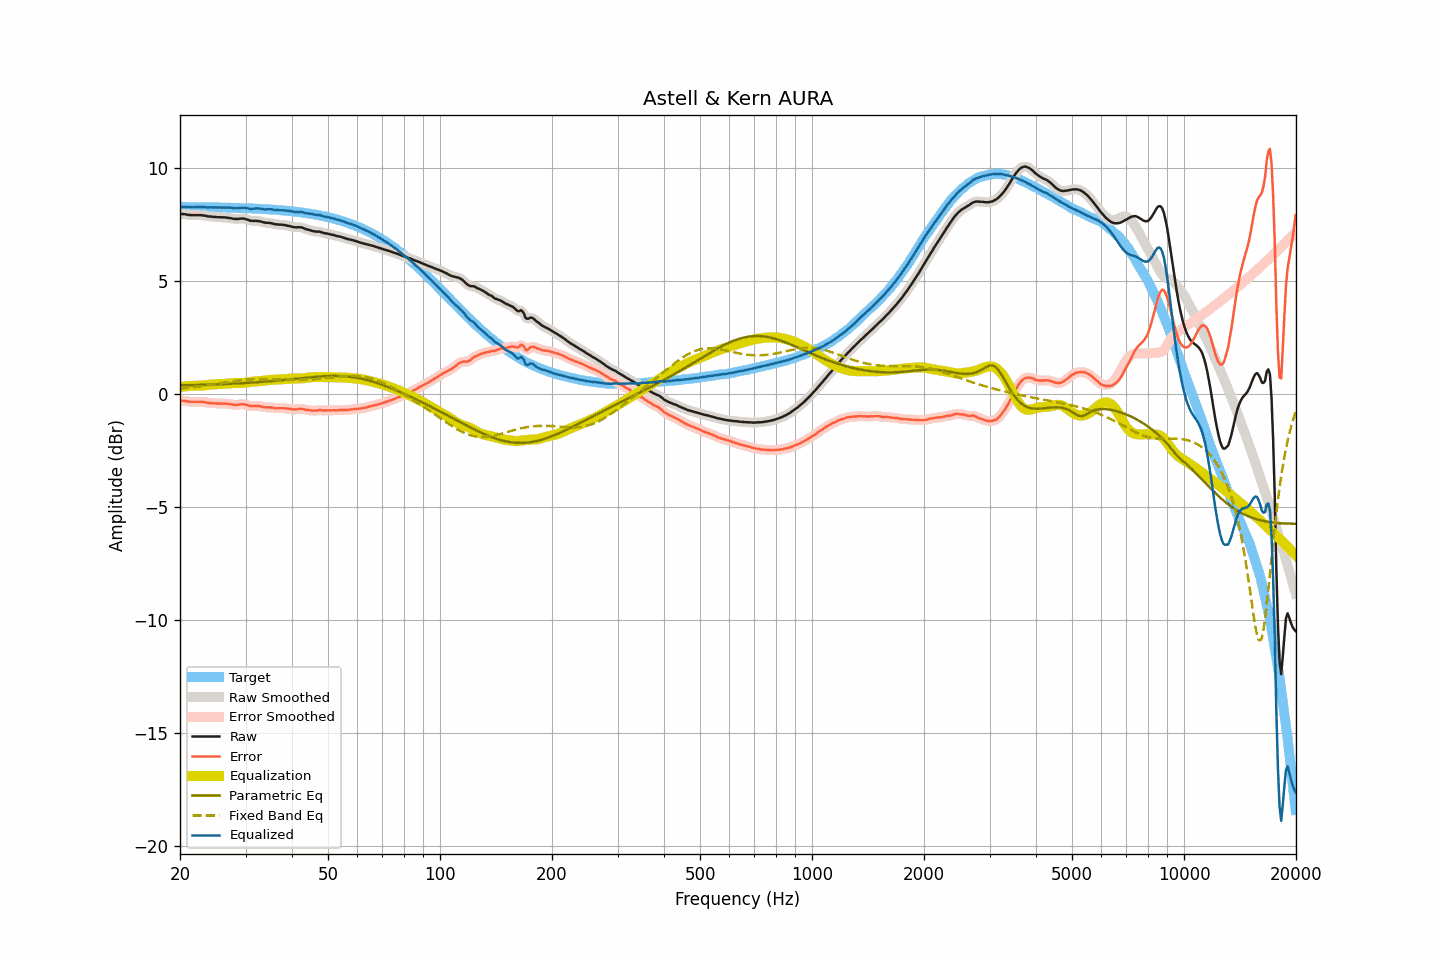 Astell & Kern AURA
10
5
0
−5
−10
−15
−20
Amplitude (dBr)
Target
Raw Smoothed
Error Smoothed
Raw
Error
Equalization
Parametric Eq
Fixed Band Eq
Equalized
20 50 100 200 500 1000 2000 5000 10000 20000
Frequency (Hz)